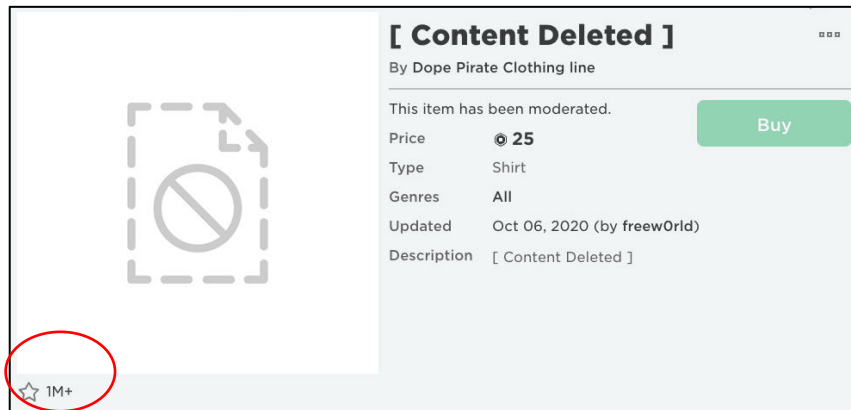 [ Content Deleted ]
By Dope Pirate Clothing line
This item has been moderated.
Buy
Price 25
Type Shirt
Genres All
Updated Oct 06, 2020 (by freew0rld)
Description [ Content Deleted ]
1M+